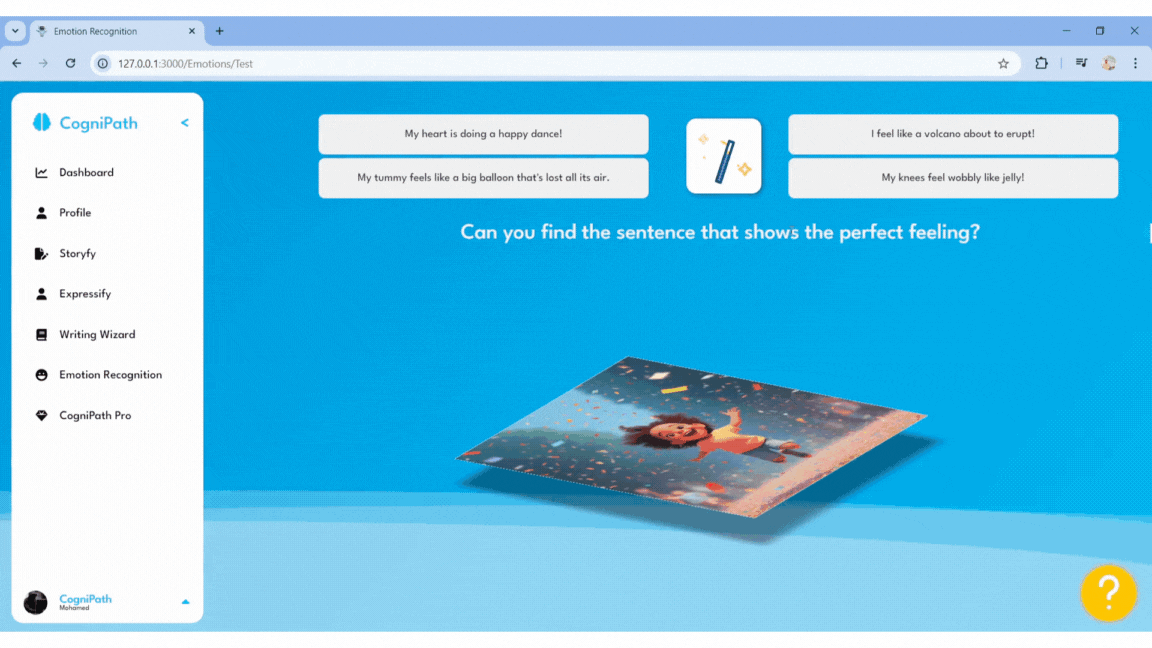 Emotion Recognition
127.0.0.1:3000/Emotions/Test
CogniPath
<
Dashboard
Profile
Storyfy
Expressify
Writing Wizard
Emotion Recognition
CogniPath Pro
CogniPath
Mohamed
My heart is doing a happy dance!
My tummy feels like a big balloon that's lost all its air.
I feel like a volcano about to erupt!
My knees feel wobbly like jelly!
Can you find the sentence that shows the perfect feeling?
?